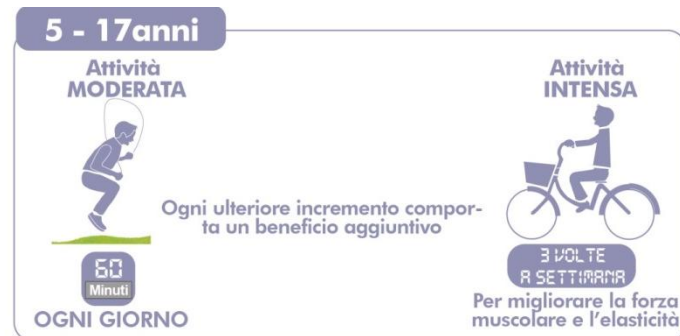 5 - 17anni
Attività
MODERATA
60
Minuti
OGNI GIORNO
Ogni ulteriore incremento compor-
ta un beneficio aggiuntivo
Attività
INTENSA
3 VOLTE
A SETTIMANA
Per migliorare la forza
muscolare e l'elasticità